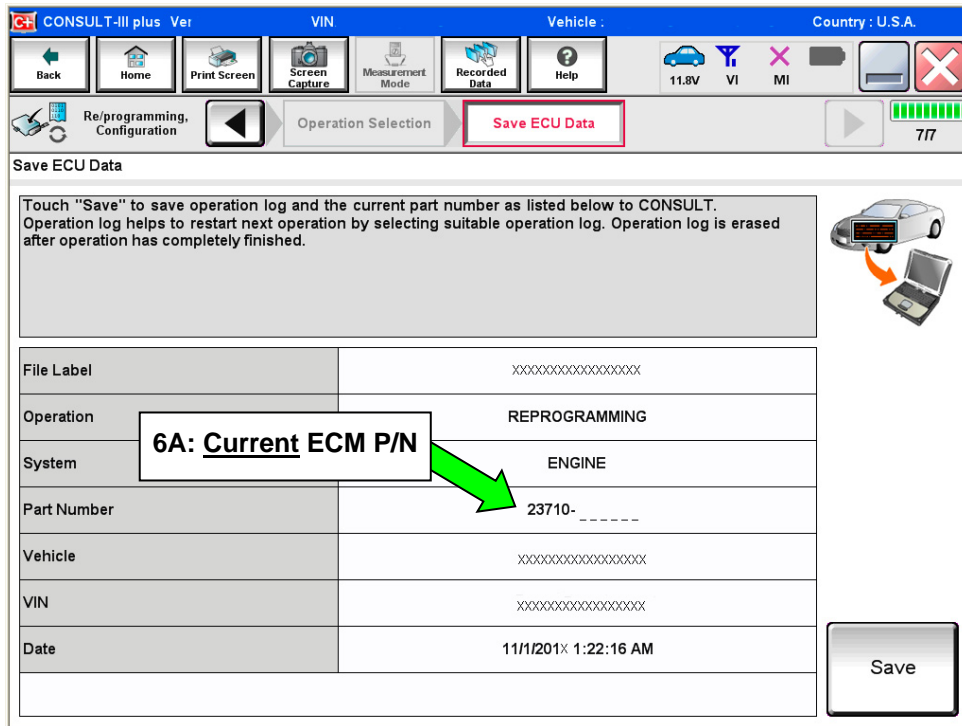 C+ CONSULT-III plus Ver VIN Vehicle : Country : U.S.A.
Back Home Print Screen Screen Capture Measurement Mode Recorded Data Help 11.8V VI MI
Re/programming, Configuration Operation Selection Save ECU Data 7/7
Save ECU Data
Touch "Save" to save operation log and the current part number as listed below to CONSULT.
Operation log helps to restart next operation by selecting suitable operation log. Operation log is erased
after operation has completely finished.
File Label XXXXXXXXXXXXXXXXX
Operation REPROGRAMMING
6A: Current ECM P/N
System ENGINE
Part Number 23710-_ _ _ _ _ _
Vehicle XXXXXXXXXXXXXXXXX
VIN XXXXXXXXXXXXXXXXX
Date 11/1/201X 1:22:16 AM
Save